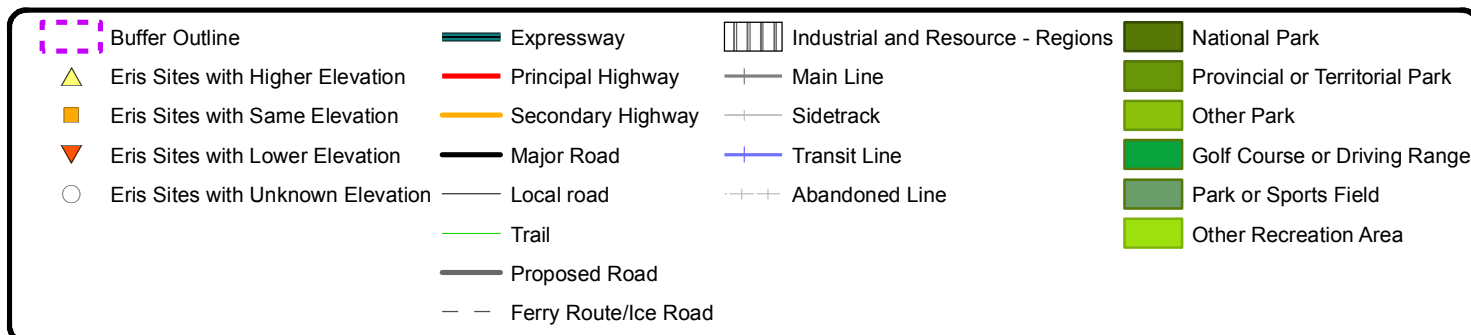 Buffer Outline
Eris Sites with Higher Elevation
Eris Sites with Same Elevation
Eris Sites with Lower Elevation
Eris Sites with Unknown Elevation
Expressway
Principal Highway
Secondary Highway
Major Road
Local road
Trail
Proposed Road
Ferry Route/Ice Road
Industrial and Resource - Regions
Main Line
Sidetrack
Transit Line
Abandoned Line
National Park
Provincial or Territorial Park
Other Park
Golf Course or Driving Range
Park or Sports Field
Other Recreation Area